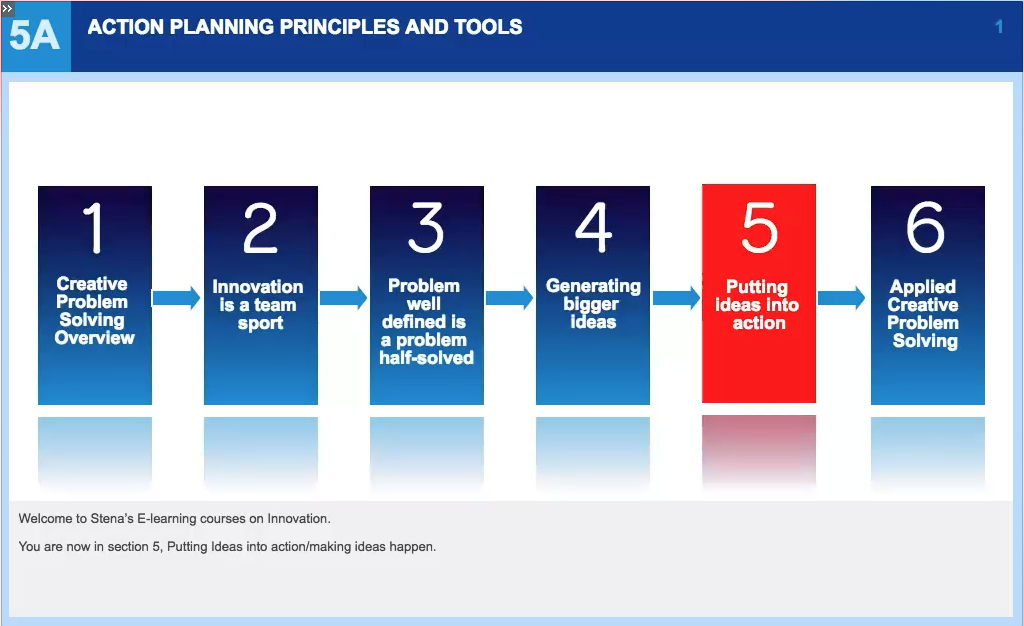 »
5A
ACTION PLANNING PRINCIPLES AND TOOLS
1
1
Creative
Problem
Solving
Overview
2
Innovation
is a team
sport
3
Problem
well
defined is
a problem
half-solved
4
Generating
bigger
ideas
5
Putting
ideas into
action
6
Applied
Creative
Problem
Solving
Welcome to Stena's E-learning courses on Innovation.
You are now in section 5, Putting Ideas into action/making ideas happen.